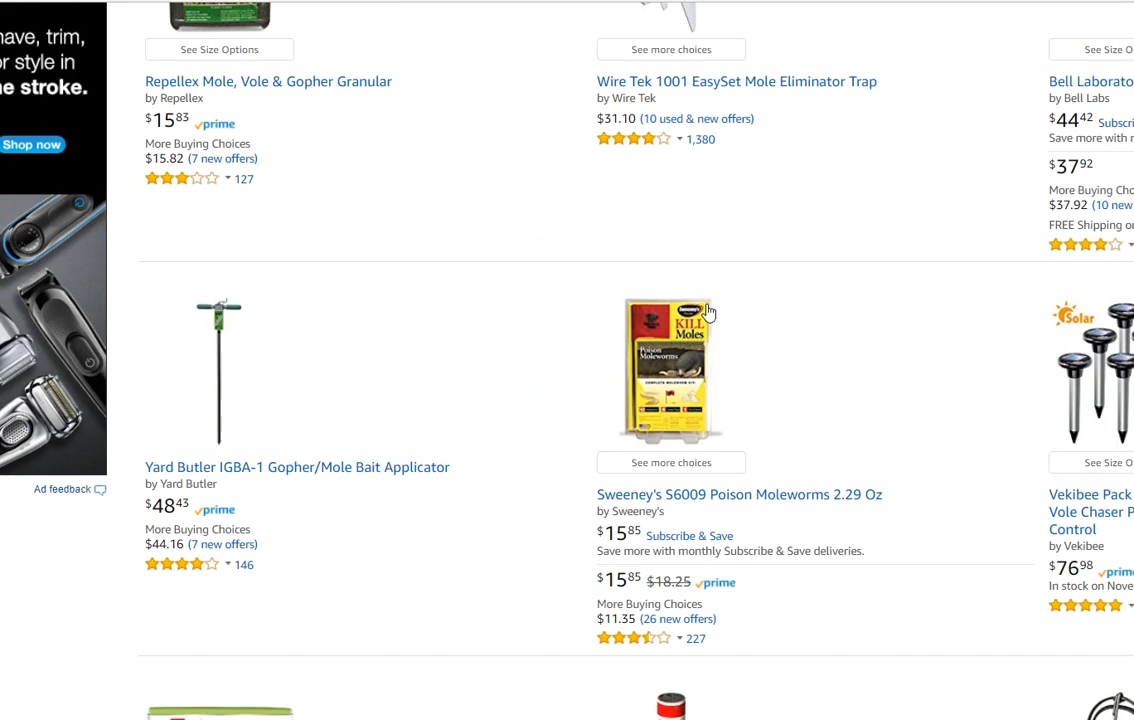 have, trim,
or style in
ne stroke.
Shop now
Ad feedback
See Size Options
Repellex Mole, Vole & Gopher Granular
by Repellex
$15 83 prime
More Buying Choices
$15.82 (7 new offers)
127
See more choices
Wire Tek 1001 EasySet Mole Eliminator Trap
by Wire Tek
$31.10 (10 used & new offers)
1,380
See Size O
Bell Laborato
by Bell Labs
$44 42 Subscri
Save more with m
$37 92
More Buying Cho
$37.92 (10 new
FREE Shipping o
Yard Butler IGBA-1 Gopher/Mole Bait Applicator
by Yard Butler
$48 43 prime
More Buying Choices
$44.16 (7 new offers)
146
Sweeney's
KILL
Moles
Poison
Moleworms
COMPLETE MOLEWORM KIT
See more choices
Sweeney's S6009 Poison Moleworms 2.29 Oz
by Sweeney's
$15 85 Subscribe & Save
Save more with monthly Subscribe & Save deliveries.
$15 85 $18.25 prime
More Buying Choices
$11.35 (26 new offers)
227
Solar
See Size O
Vekibee Pack
Vole Chaser P
Control
by Vekibee
$76 98 prime
In stock on Nove